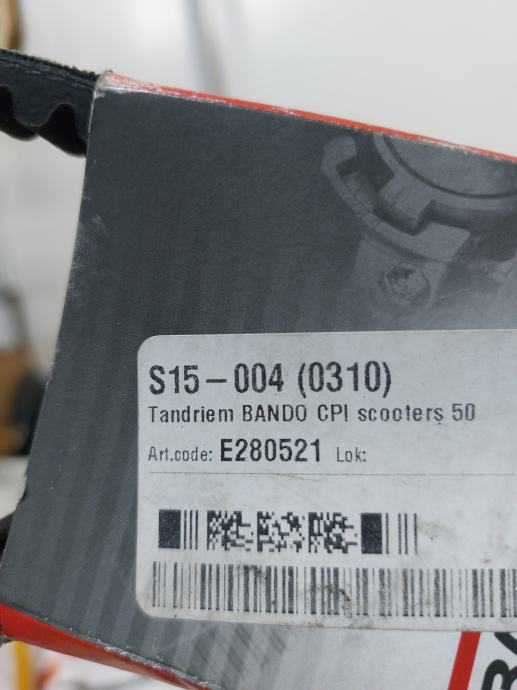 S15-004 (0310)
Tandriem BANDO CPI scooters 50
Art.code: E280521 Lok: